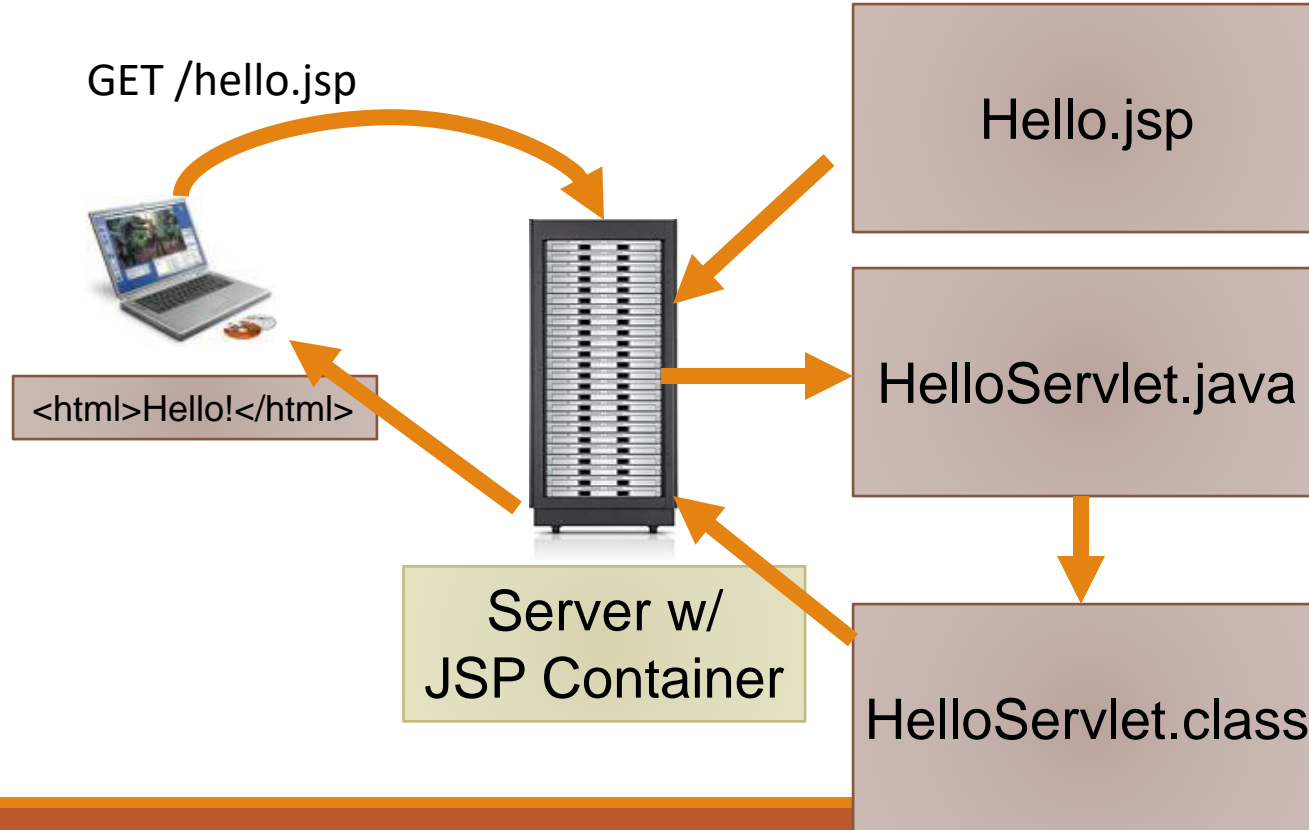 GET /hello.jsp
Hello.jsp
HelloServlet.java
<html>Hello!</html>
Server w/
JSP Container
HelloServlet.class